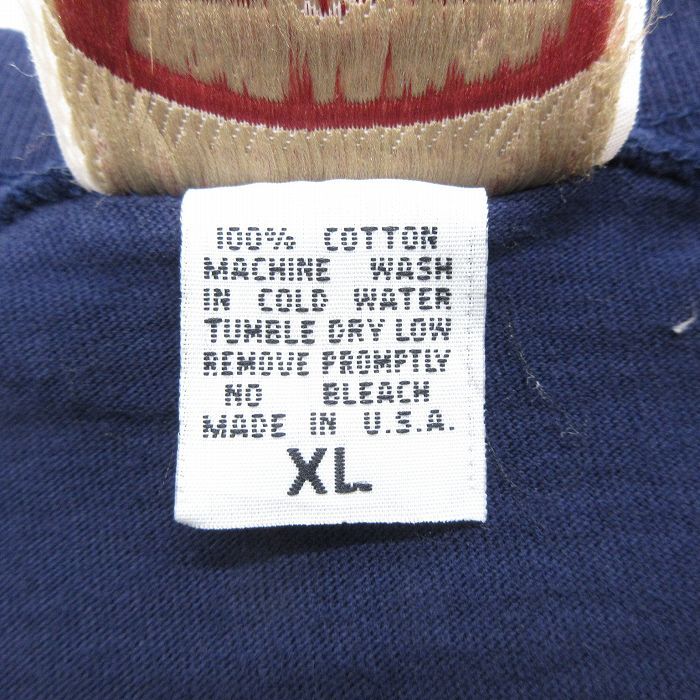 100% COTTON
MACHINE WASH
IN COLD WATER
TUMBLE DRY LOW
REMOVE PROMPTLY
NO BLEACH
MADE IN U.S.A.
XL